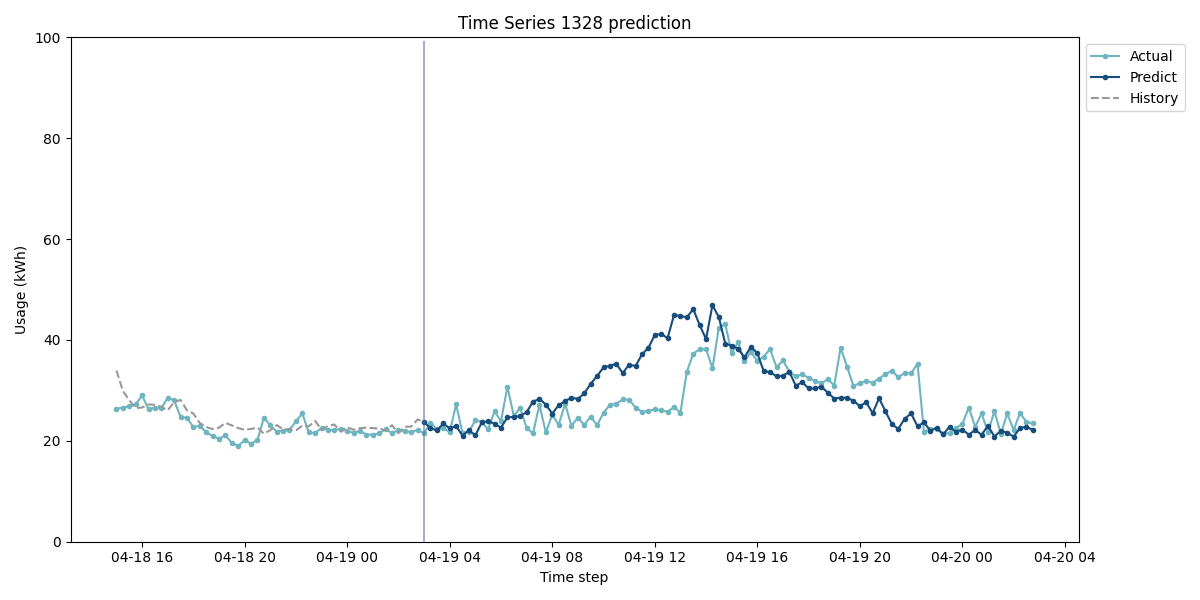 Time Series 1328 prediction
Usage (kWh)
100
80
60
40
20
0
04-18 16
04-18 20
04-19 00
04-19 04
04-19 08
04-19 12
04-19 16
04-19 20
04-20 00
04-20 04
Time step
Actual
Predict
History